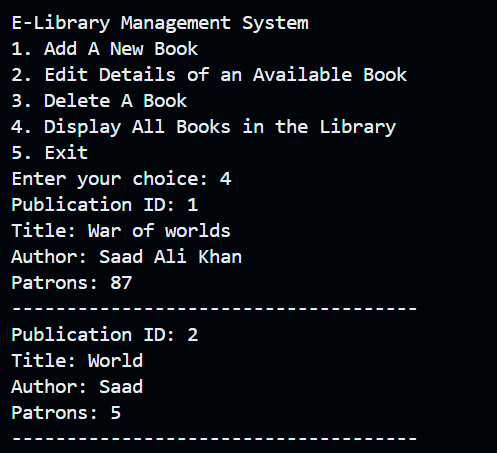 E-Library Management System
1. Add A New Book
2. Edit Details of an Available Book
3. Delete A Book
4. Display All Books in the Library
5. Exit
Enter your choice: 4
Publication ID: 1
Title: War of worlds
Author: Saad Ali Khan
Patrons: 87
-------------------------------------
Publication ID: 2
Title: World
Author: Saad
Patrons: 5
-------------------------------------